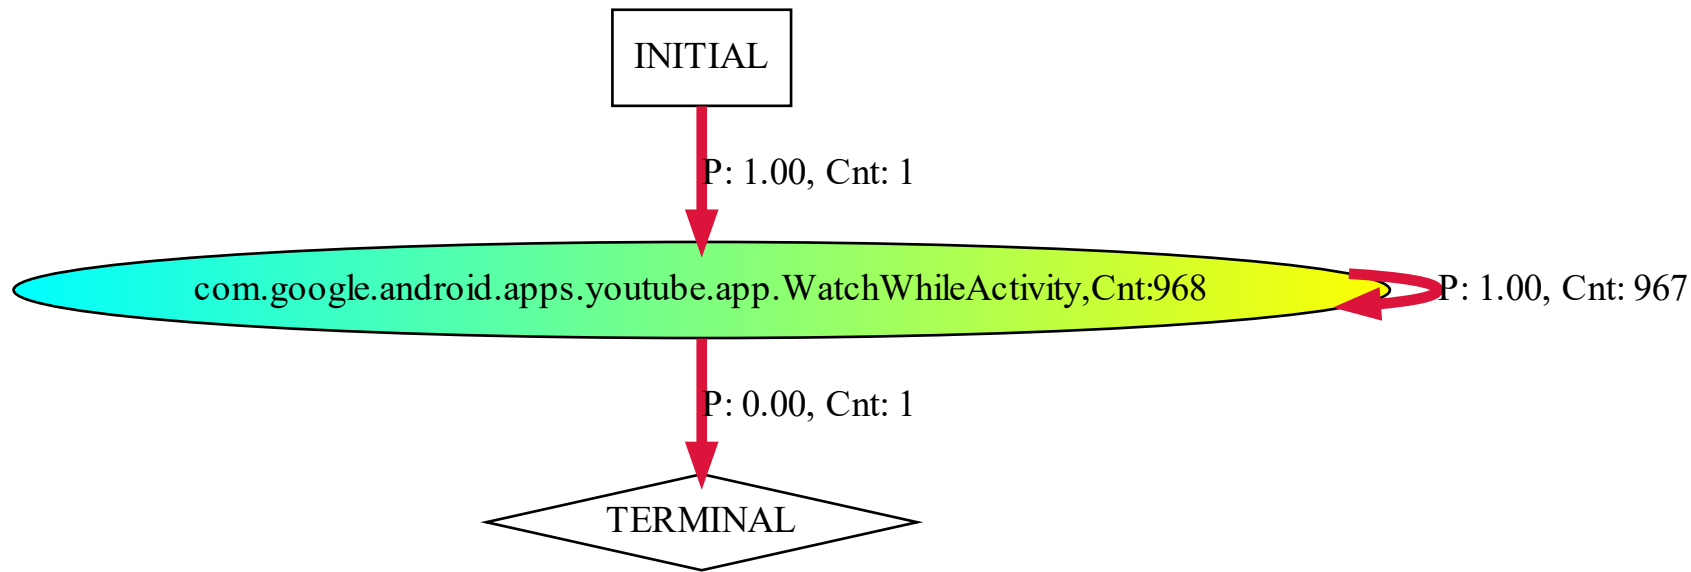 INITIAL
P: 1.00, Cnt: 1
com.google.android.apps.youtube.app.WatchWhileActivity,Cnt:968
P: 1.00, Cnt: 967
P: 0.00, Cnt: 1
TERMINAL